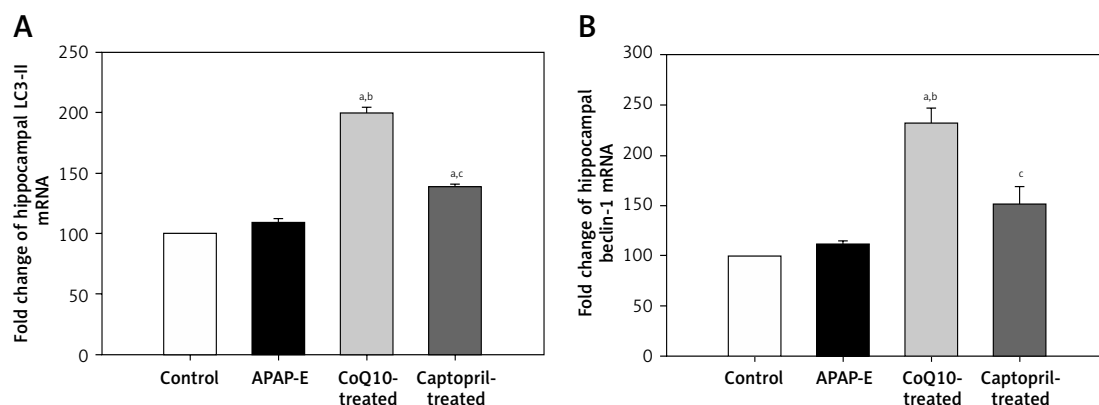 A
Fold change of hippocampal LC3-II
mRNA
250
200
150
100
50
0
a,b
a,c
Control
APAP-E
CoQ10-
treated
Captopril-
treated
B
Fold change of hippocampal
beclin-1 mRNA
300
250
200
150
100
50
0
a,b
c
Control
APAP-E
CoQ10-
treated
Captopril-
treated